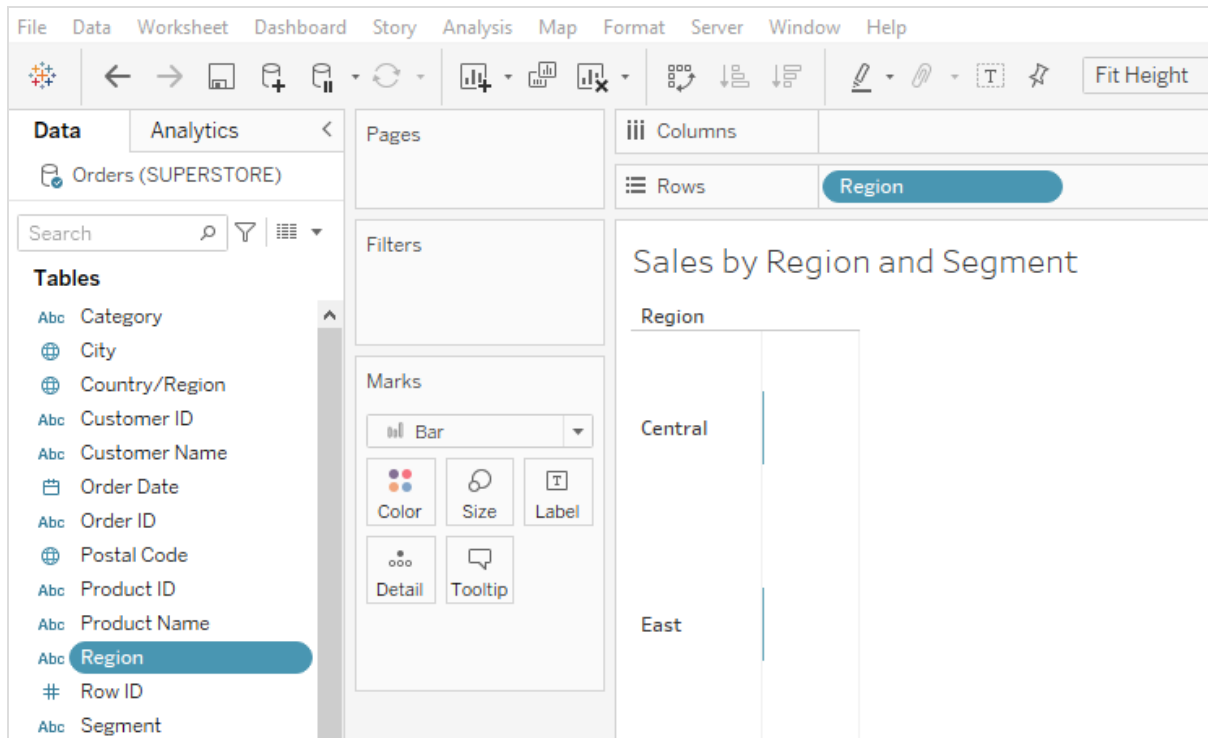 File Data Worksheet Dashboard Story Analysis Map Format Server Window Help
Fit Height
Data Analytics
Orders (SUPERSTORE)
Search
Tables
Abc Category
City
Country/Region
Abc Customer ID
Abc Customer Name
Order Date
Abc Order ID
Postal Code
Abc Product ID
Abc Product Name
Abc Region
# Row ID
Abc Segment
Pages
Filters
Marks
Bar
Color Size T Label
Detail Tooltip
Columns
Rows Region
Sales by Region and Segment
Region
Central
East